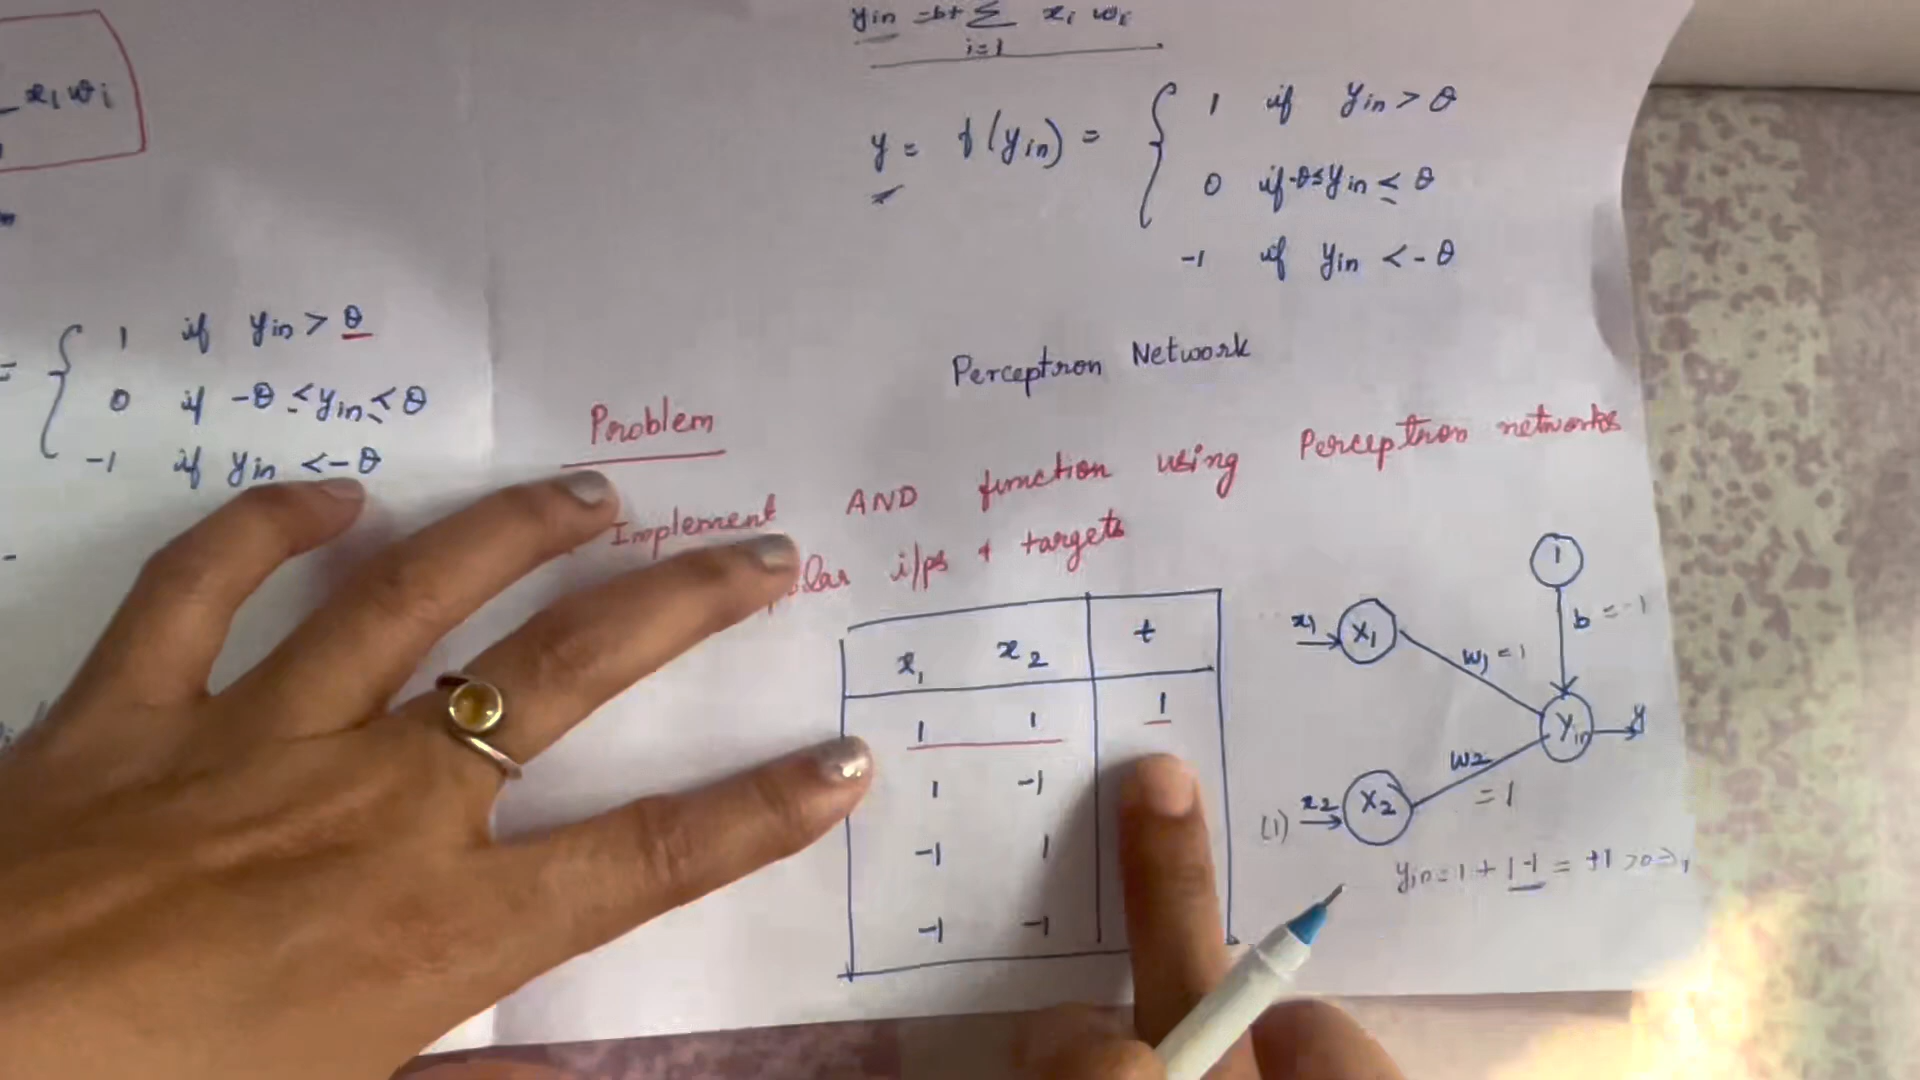 yin = b+ Σ xi wi
i=1
xi wi
y = f(yin) = { 1 if yin > θ
0 if -θ≤yin ≤ θ
-1 if yin < -θ
= { 1 if yin > θ
0 if -θ ≤ yin ≤ θ
-1 if yin < -θ
Perceptron Network
Problem
Implement AND function using Perceptron networks
i/ps & targets
x1 x2 t
1 1 1
1 -1
-1 1
-1 -1
1
b = -1
x1 X1
w1 = 1
Yin y
w2
= 1
(1) x2 X2
yin = 1 + 1 -1 = +1 > 0